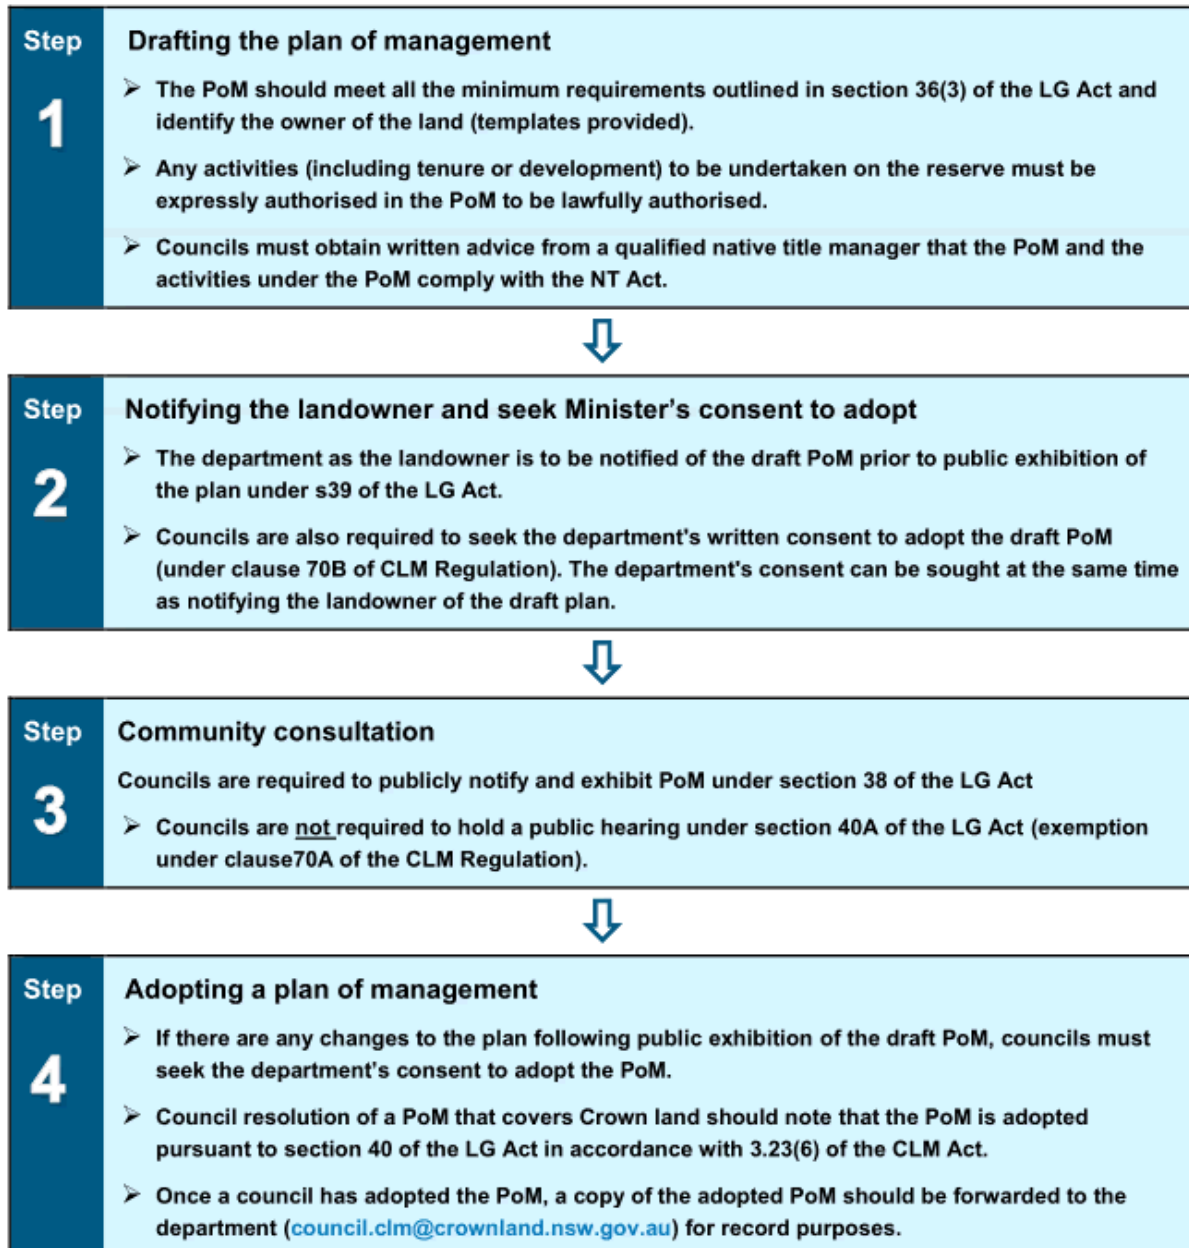 Step
1
Drafting the plan of management
➢ The PoM should meet all the minimum requirements outlined in section 36(3) of the LG Act and
identify the owner of the land (templates provided).
➢ Any activities (including tenure or development) to be undertaken on the reserve must be
expressly authorised in the PoM to be lawfully authorised.
➢ Councils must obtain written advice from a qualified native title manager that the PoM and the
activities under the PoM comply with the NT Act.
Step
2
Notifying the landowner and seek Minister's consent to adopt
➢ The department as the landowner is to be notified of the draft PoM prior to public exhibition of
the plan under s39 of the LG Act.
➢ Councils are also required to seek the department's written consent to adopt the draft PoM
(under clause 70B of CLM Regulation). The department's consent can be sought at the same time
as notifying the landowner of the draft plan.
Step
3
Community consultation
Councils are required to publicly notify and exhibit PoM under section 38 of the LG Act
➢ Councils are not required to hold a public hearing under section 40A of the LG Act (exemption
under clause70A of the CLM Regulation).
Step
4
Adopting a plan of management
➢ If there are any changes to the plan following public exhibition of the draft PoM, councils must
seek the department's consent to adopt the PoM.
➢ Council resolution of a PoM that covers Crown land should note that the PoM is adopted
pursuant to section 40 of the LG Act in accordance with 3.23(6) of the CLM Act.
➢ Once a council has adopted the PoM, a copy of the adopted PoM should be forwarded to the
department (council.clm@crownland.nsw.gov.au) for record purposes.